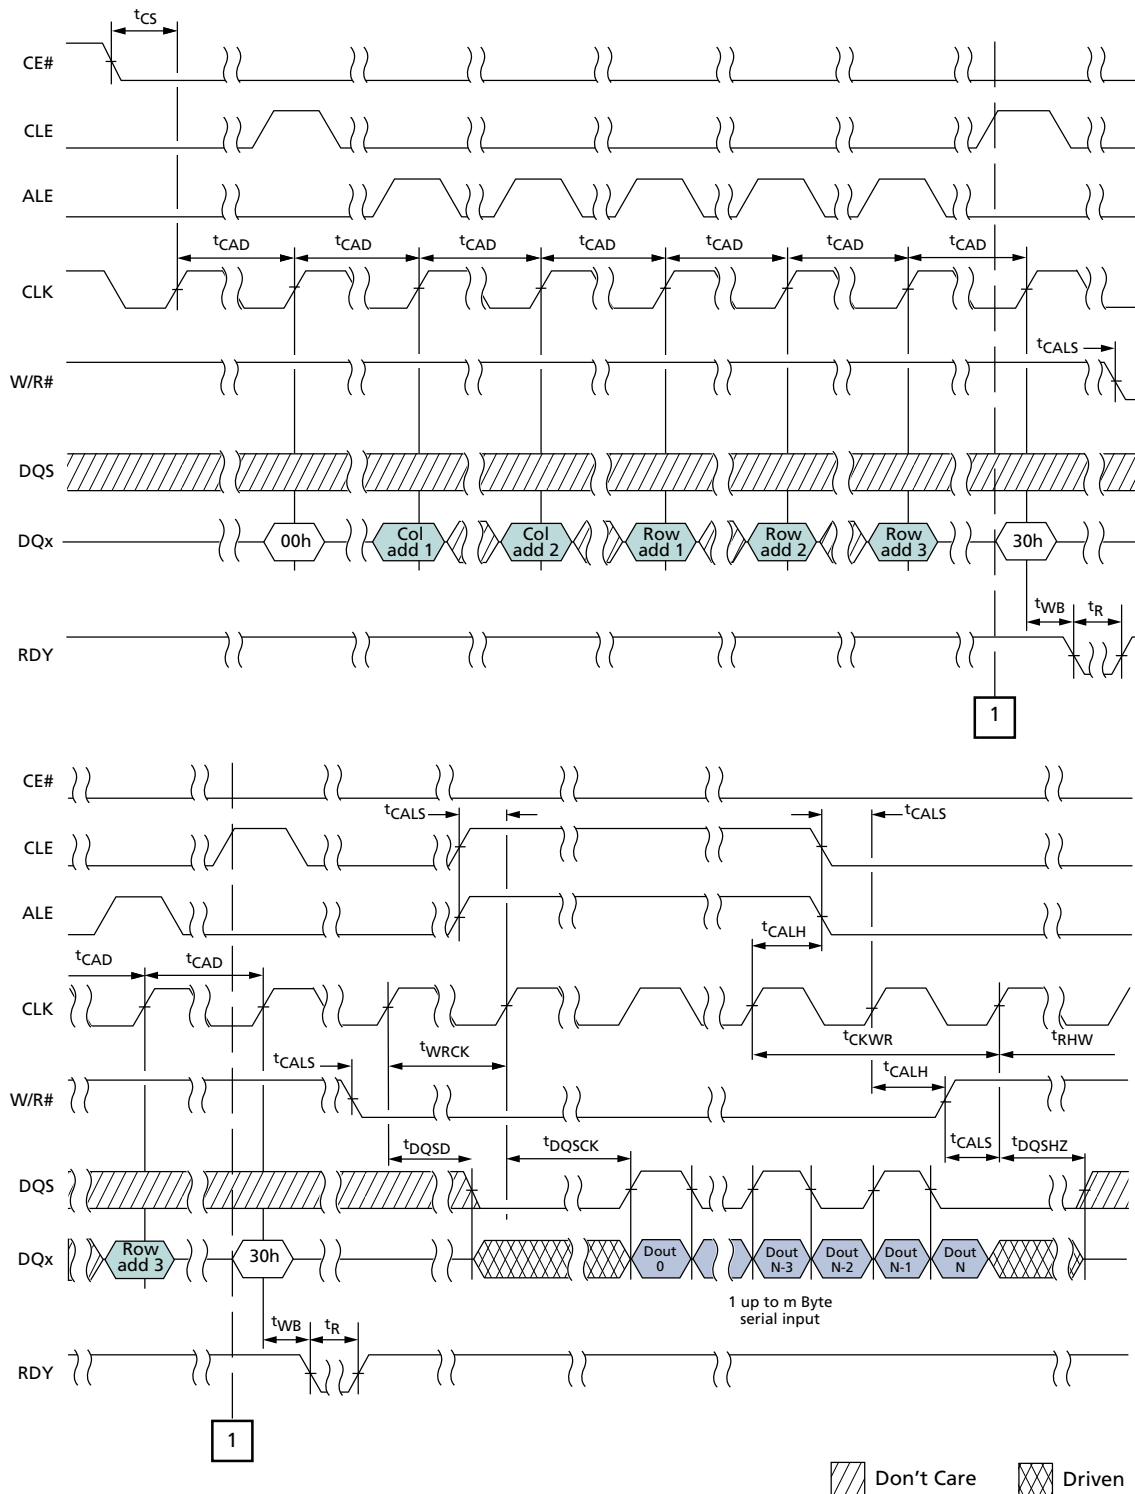 tCS
CE#
CLE
ALE
tCAD tCAD tCAD tCAD tCAD tCAD tCAD
CLK
tCALS
W/R#
DQS
DQx 00h Col add 1 Col add 2 Row add 1 Row add 2 Row add 3 30h
tWB tR
RDY
1
CE#
tCALS tCALS
CLE
ALE
tCALH
tCAD tCAD
CLK
tWRCK tCKWR tRHW
tCALS tCALH
W/R#
tDQSD tDQSCK tCALS tDQSHZ
DQS
DQx Row add 3 30h Dout 0 Dout N-3 Dout N-2 Dout N-1 Dout N
1 up to m Byte
serial input
tWB tR
RDY
1
Don't Care Driven